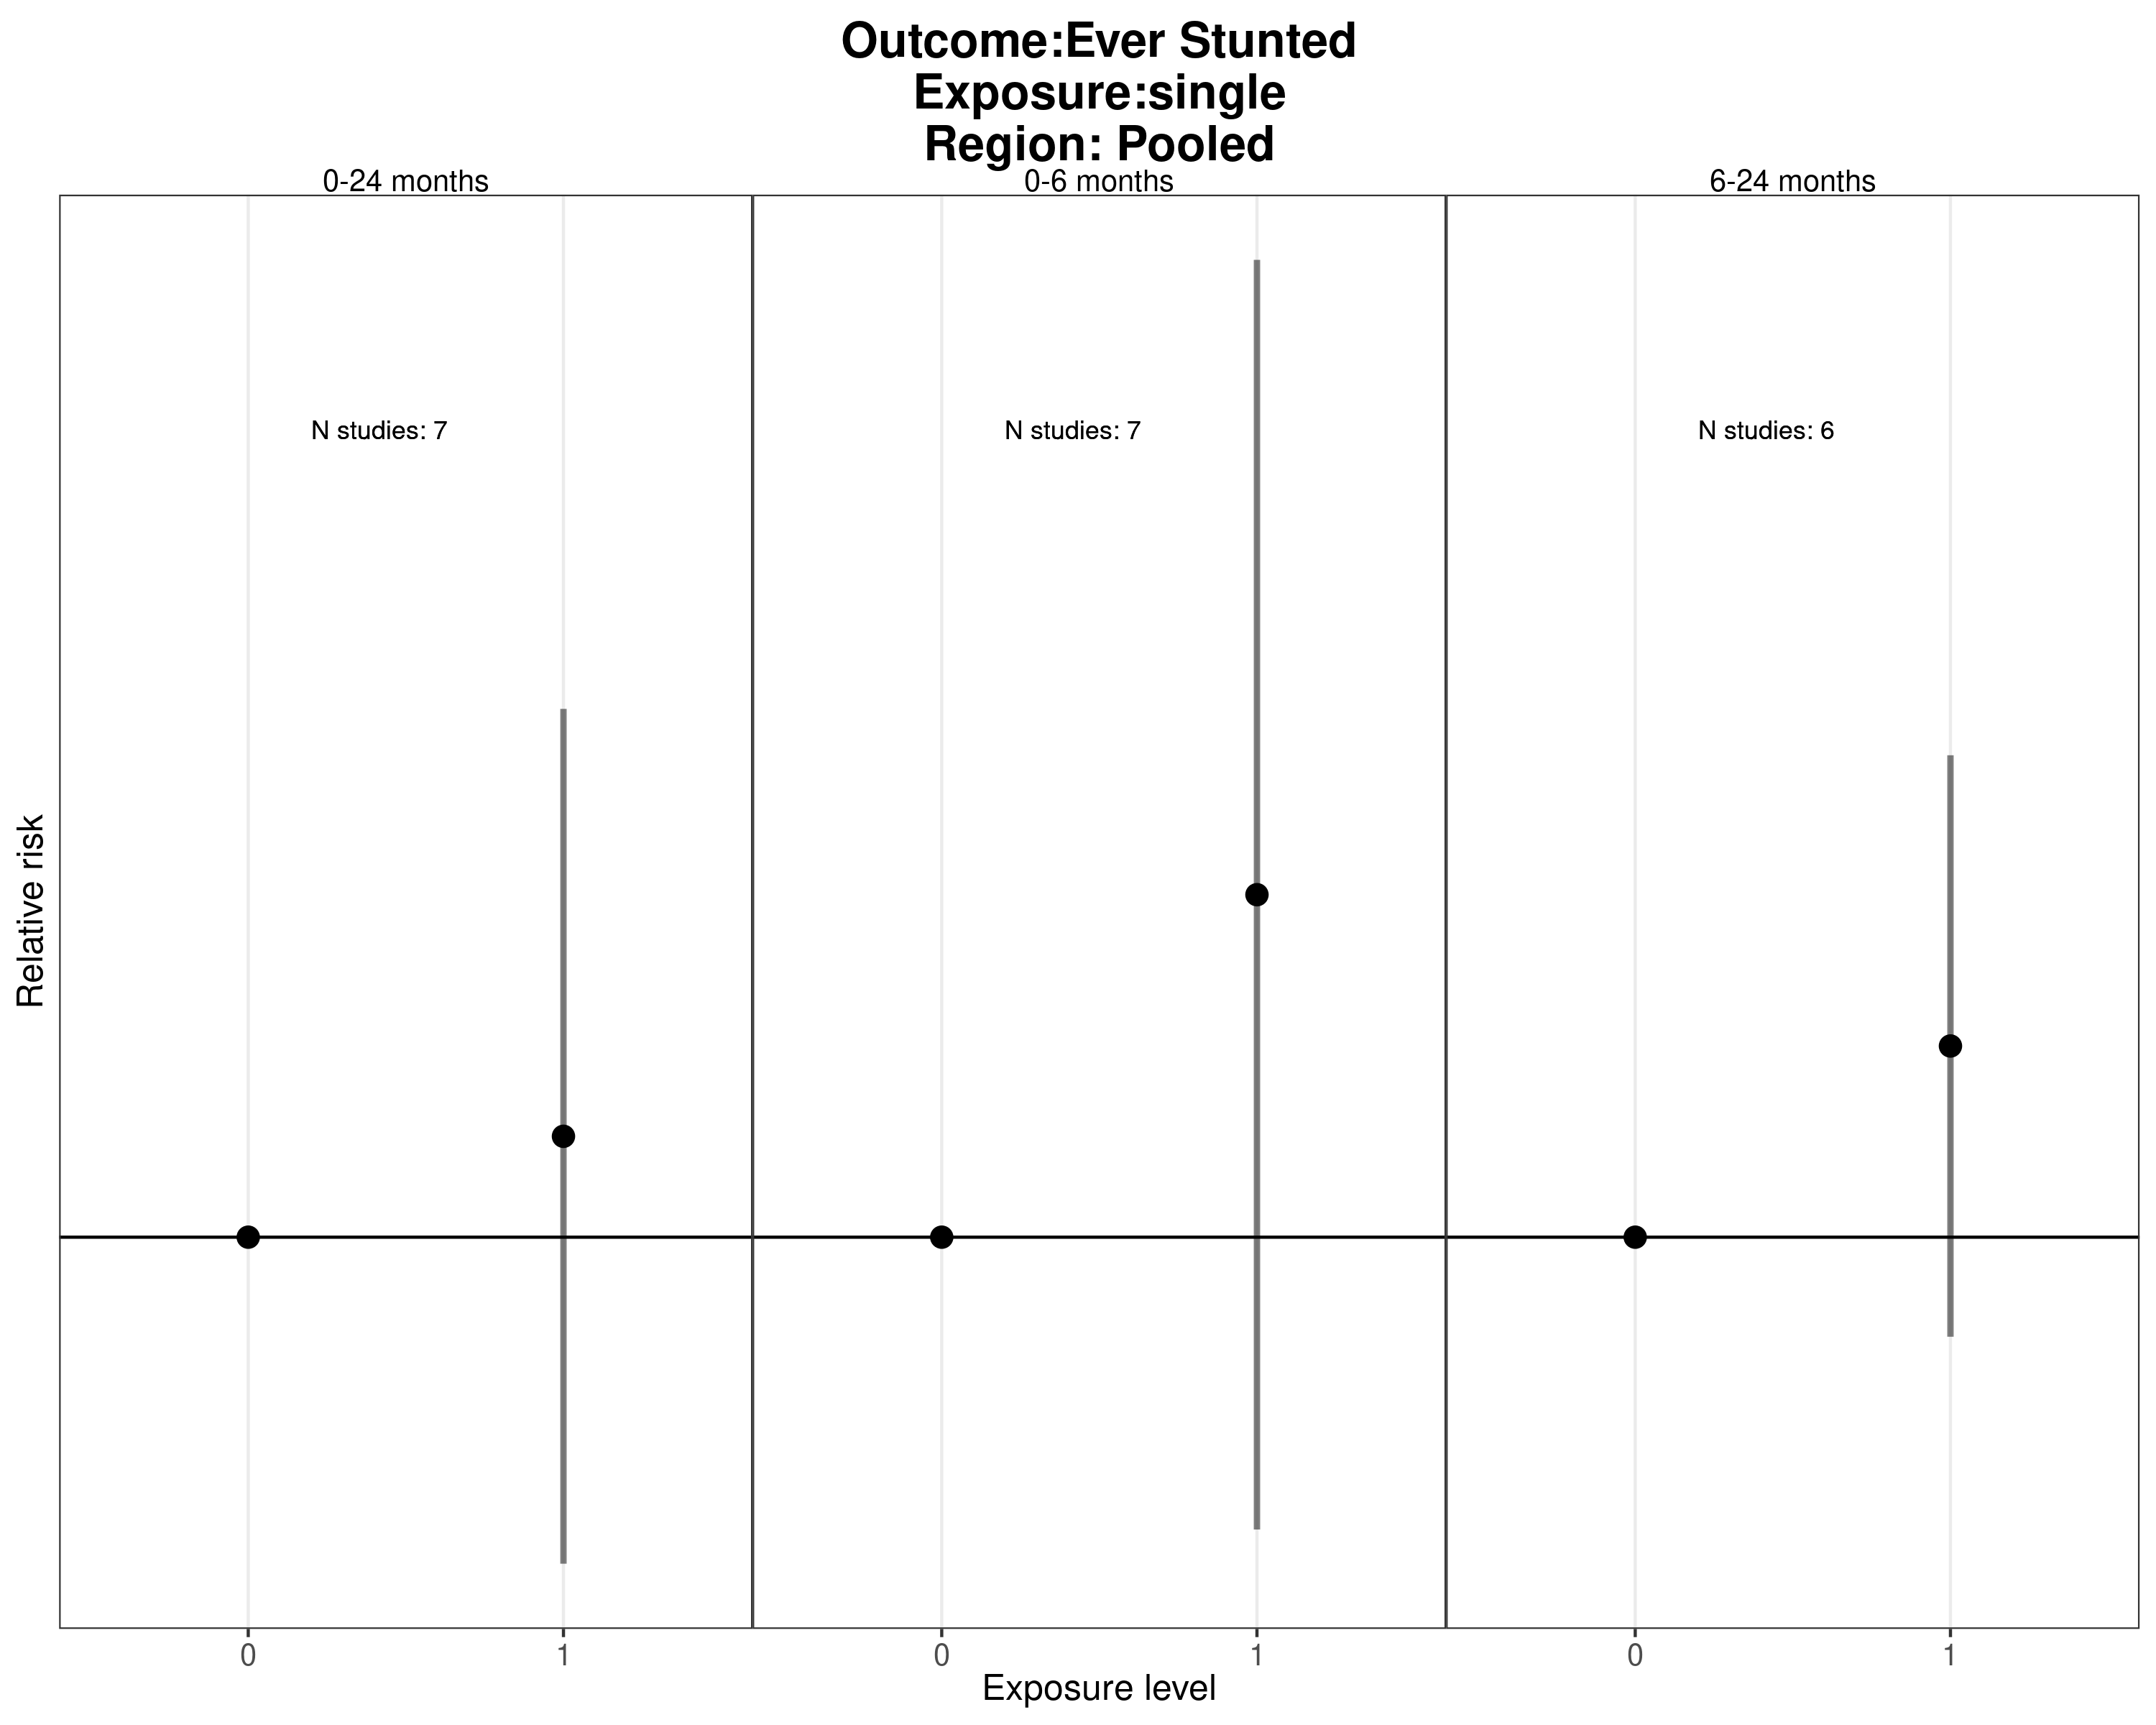 Outcome:Ever Stunted
Exposure:single
Region: Pooled
0-24 months
0-6 months
6-24 months
N studies: 7
N studies: 7
N studies: 6
Relative risk
0
1
0
1
0
1
Exposure level